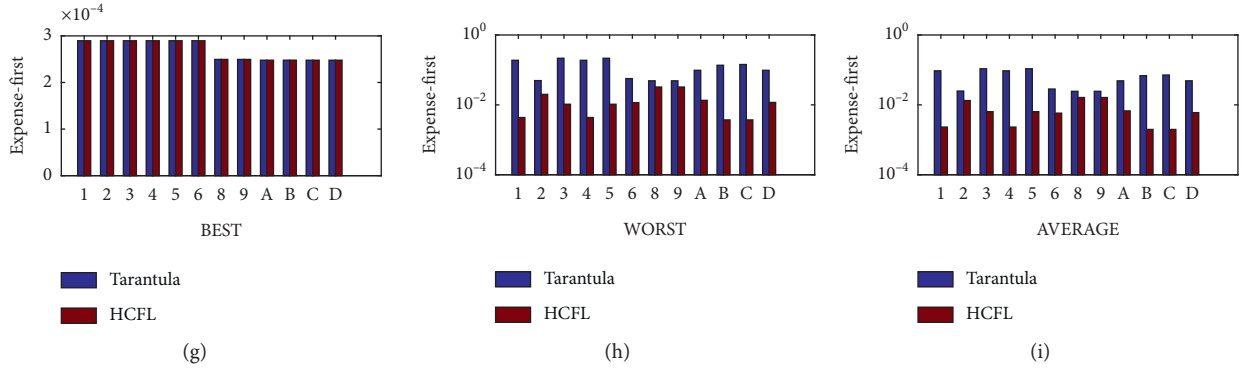 ×10⁻⁴
3
2
1
0
Expense-first
1 2 3 4 5 6 8 9 A B C D
BEST
Tarantula
HCFL
(g)
10⁰
10⁻²
10⁻⁴
Expense-first
1 2 3 4 5 6 8 9 A B C D
WORST
Tarantula
HCFL
(h)
10⁰
10⁻²
10⁻⁴
Expense-first
1 2 3 4 5 6 8 9 A B C D
AVERAGE
Tarantula
HCFL
(i)